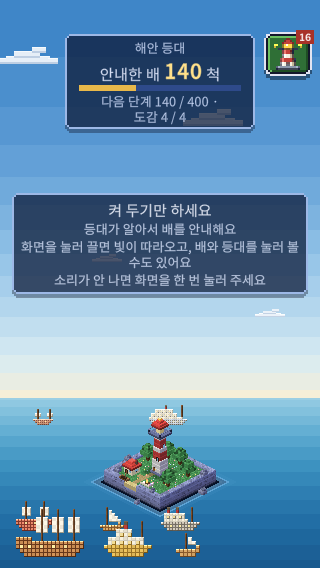 해안 등대
16
안내한 배 140 척
다음 단계 140 / 400 ·
도감 4 / 4
켜 두기만 하세요
등대가 알아서 배를 안내해요
화면을 눌러 끌면 빛이 따라오고, 배와 등대를 눌러 볼
수도 있어요
소리가 안 나면 화면을 한 번 눌러 주세요